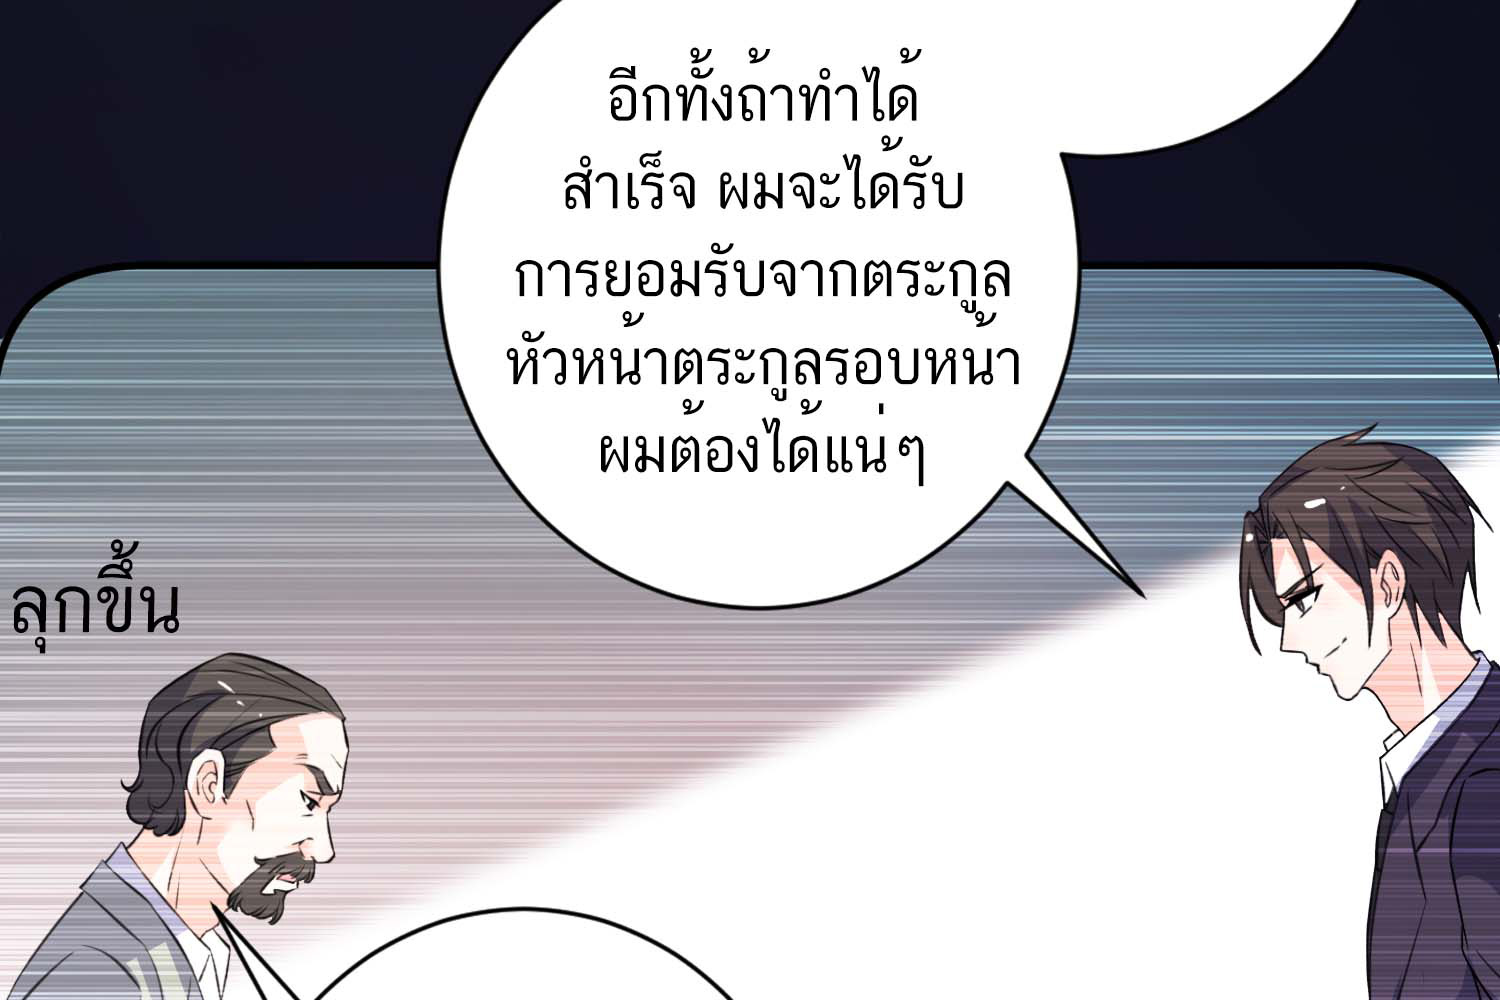 อีกทั้งถ้าทำได้
สำเร็จ ผมจะได้รับ
การยอมรับจากตระกูล
หัวหน้าตระกูลรอบหน้า
ผมต้องได้แน่ๆ
ลุกขึ้น